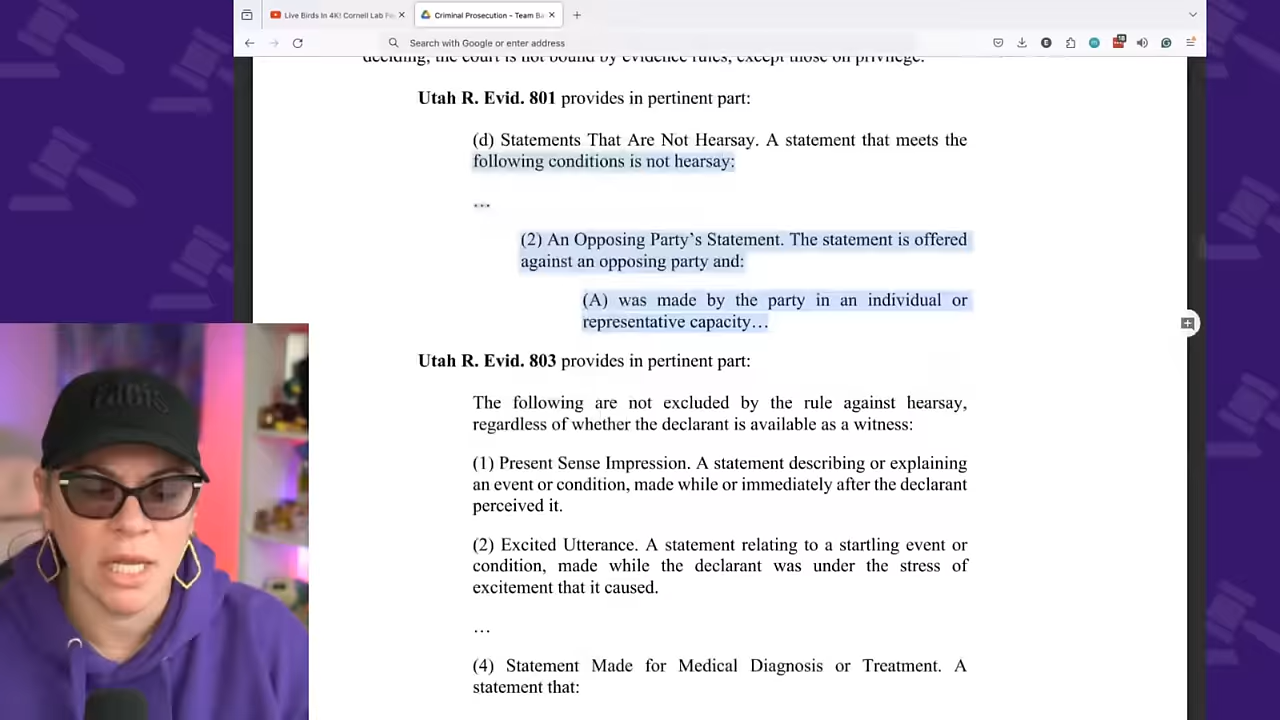 Live Birds In 4K! Cornell Lab Fe
Criminal Prosecution – Team Ba
Search with Google or enter address
18
deciding, the court is not bound by evidence rules, except those on privilege.
Utah R. Evid. 801 provides in pertinent part:
(d) Statements That Are Not Hearsay. A statement that meets the
following conditions is not hearsay:
…
(2) An Opposing Party’s Statement. The statement is offered
against an opposing party and:
(A) was made by the party in an individual or
representative capacity…
Utah R. Evid. 803 provides in pertinent part:
The following are not excluded by the rule against hearsay,
regardless of whether the declarant is available as a witness:
(1) Present Sense Impression. A statement describing or explaining
an event or condition, made while or immediately after the declarant
perceived it.
(2) Excited Utterance. A statement relating to a startling event or
condition, made while the declarant was under the stress of
excitement that it caused.
…
(4) Statement Made for Medical Diagnosis or Treatment. A
statement that: